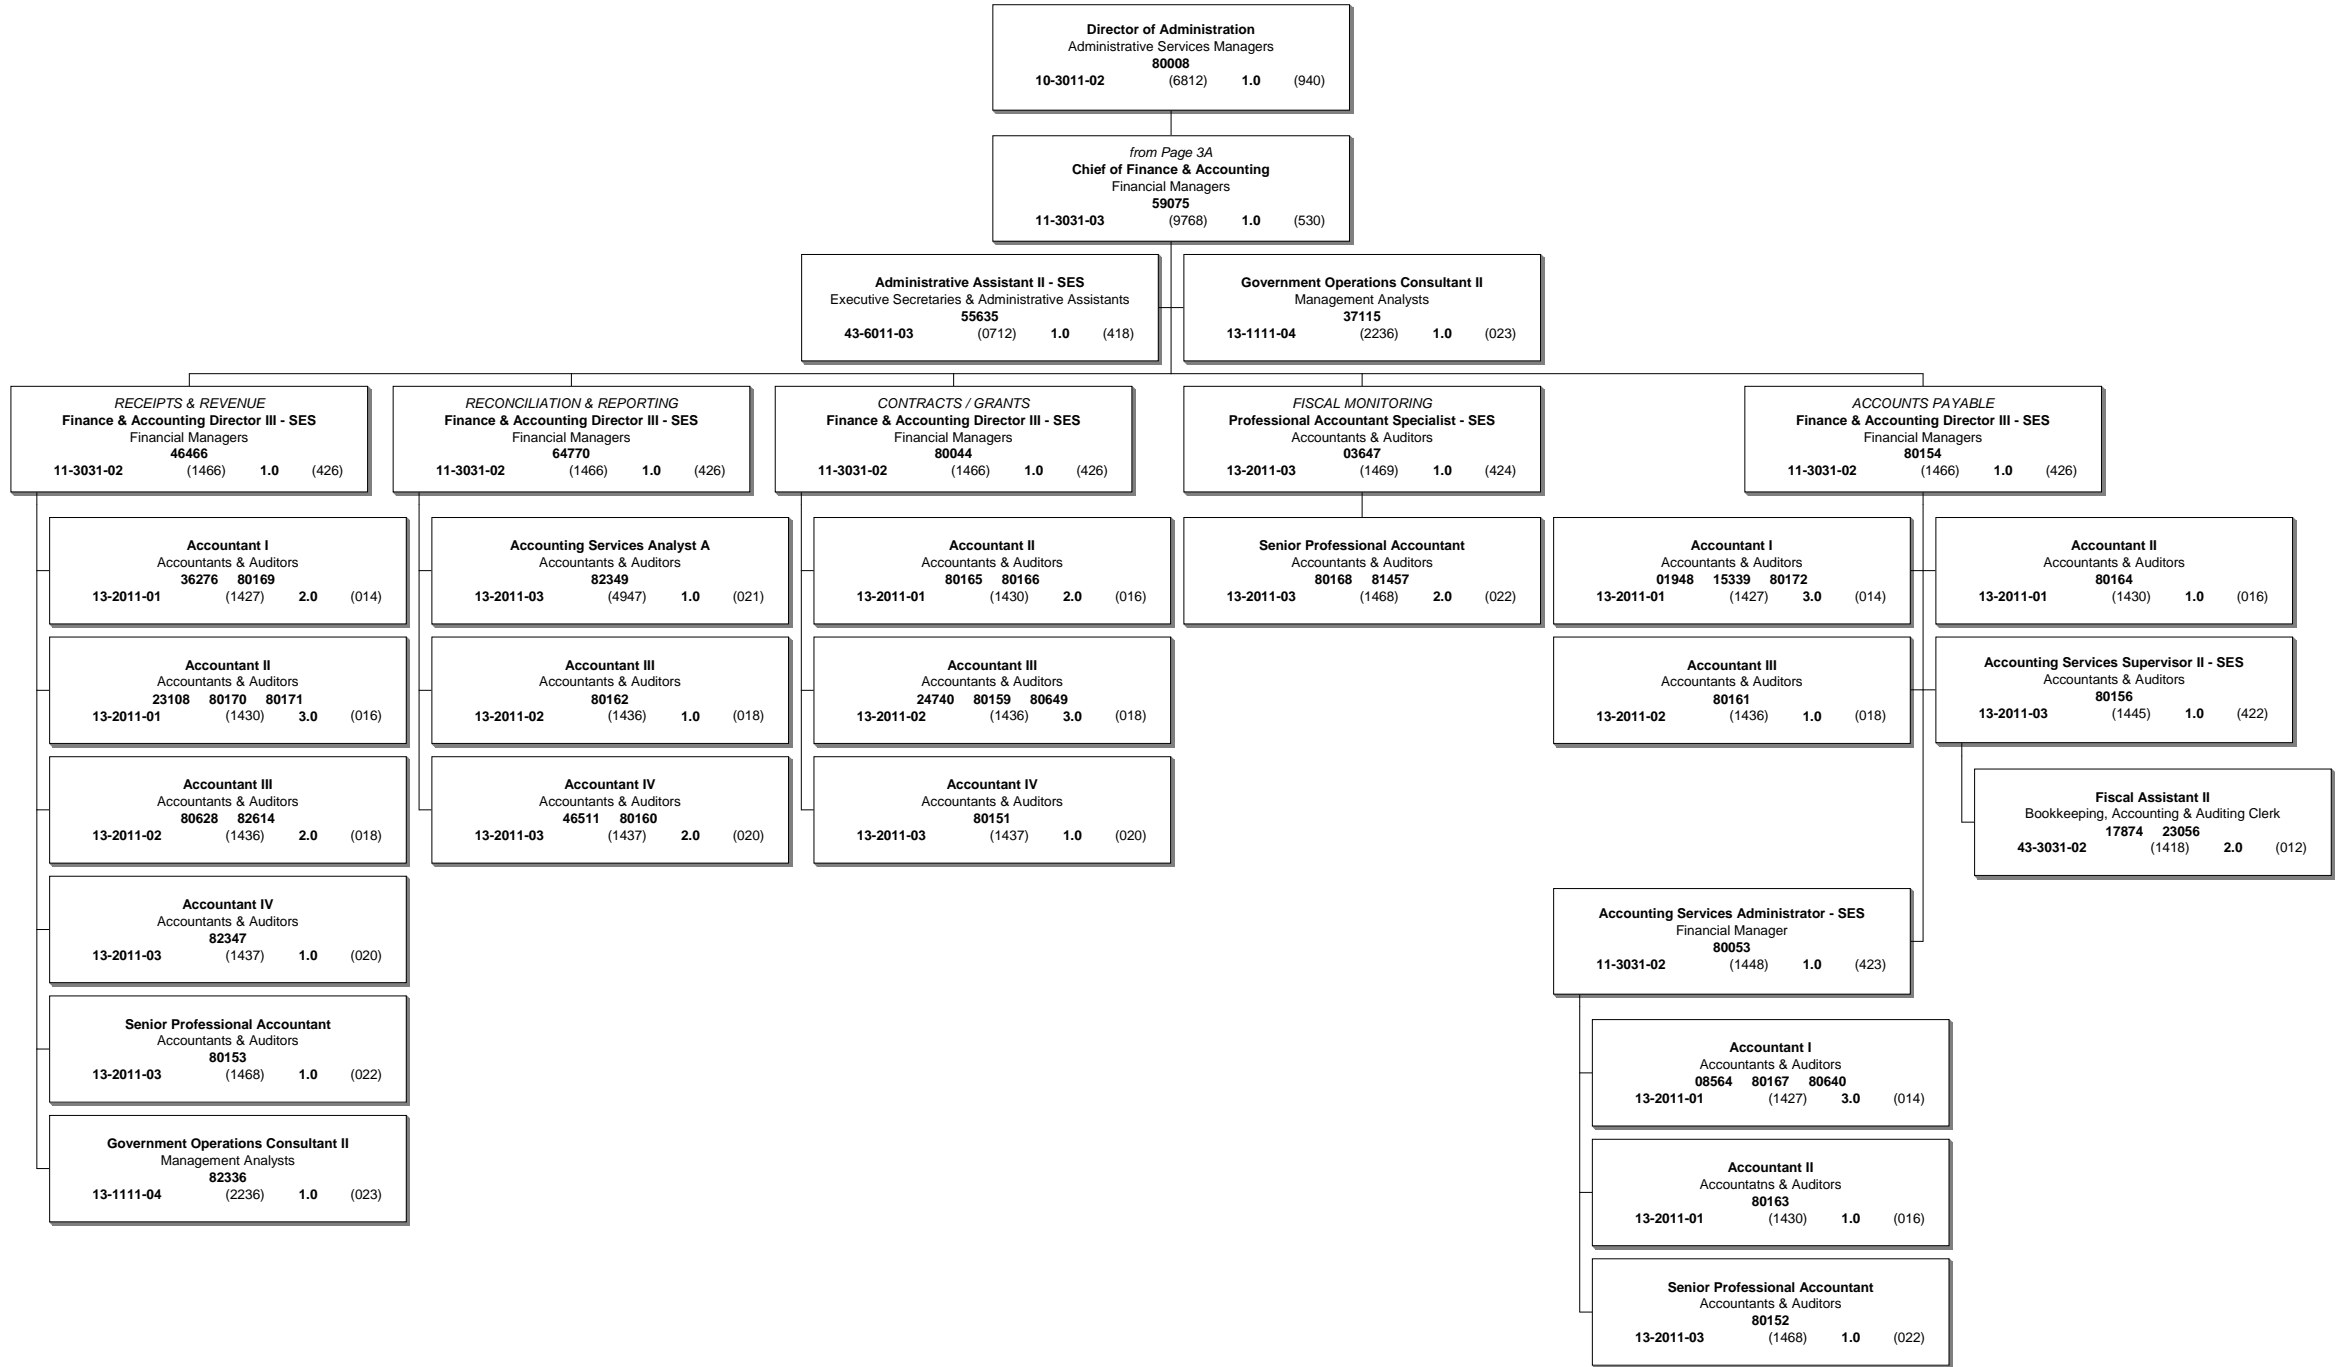 Director of Administration
Administrative Services Managers
80008
10-3011-02 (6812) 1.0 (940)
from Page 3A
Chief of Finance & Accounting
Financial Managers
59075
11-3031-03 (9768) 1.0 (530)
Administrative Assistant II - SES
Executive Secretaries & Administrative Assistants
55635
43-6011-03 (0712) 1.0 (418)
Government Operations Consultant II
Management Analysts
37115
13-1111-04 (2236) 1.0 (023)
RECEIPTS & REVENUE
Finance & Accounting Director III - SES
Financial Managers
46466
11-3031-02 (1466) 1.0 (426)
Accountant I
Accountants & Auditors
36276 80169
13-2011-01 (1427) 2.0 (014)
Accountant II
Accountants & Auditors
23108 80170 80171
13-2011-01 (1430) 3.0 (016)
Accountant III
Accountants & Auditors
80628 82614
13-2011-02 (1436) 2.0 (018)
Accountant IV
Accountants & Auditors
82347
13-2011-03 (1437) 1.0 (020)
Senior Professional Accountant
Accountants & Auditors
80153
13-2011-03 (1468) 1.0 (022)
Government Operations Consultant II
Management Analysts
82336
13-1111-04 (2236) 1.0 (023)
RECONCILIATION & REPORTING
Finance & Accounting Director III - SES
Financial Managers
64770
11-3031-02 (1466) 1.0 (426)
Accounting Services Analyst A
Accountants & Auditors
82349
13-2011-03 (4947) 1.0 (021)
Accountant III
Accountants & Auditors
80162
13-2011-02 (1436) 1.0 (018)
Accountant IV
Accountants & Auditors
46511 80160
13-2011-03 (1437) 2.0 (020)
CONTRACTS / GRANTS
Finance & Accounting Director III - SES
Financial Managers
80044
11-3031-02 (1466) 1.0 (426)
Accountant II
Accountants & Auditors
80165 80166
13-2011-01 (1430) 2.0 (016)
Accountant III
Accountants & Auditors
24740 80159 80649
13-2011-02 (1436) 3.0 (018)
Accountant IV
Accountants & Auditors
80151
13-2011-03 (1437) 1.0 (020)
FISCAL MONITORING
Professional Accountant Specialist - SES
Accountants & Auditors
03647
13-2011-03 (1469) 1.0 (424)
Senior Professional Accountant
Accountants & Auditors
80168 81457
13-2011-03 (1468) 2.0 (022)
ACCOUNTS PAYABLE
Finance & Accounting Director III - SES
Financial Managers
80154
11-3031-02 (1466) 1.0 (426)
Accountant I
Accountants & Auditors
01948 15339 80172
13-2011-01 (1427) 3.0 (014)
Accountant II
Accountants & Auditors
80164
13-2011-01 (1430) 1.0 (016)
Accountant III
Accountants & Auditors
80161
13-2011-02 (1436) 1.0 (018)
Accounting Services Supervisor II - SES
Accountants & Auditors
80156
13-2011-03 (1445) 1.0 (422)
Fiscal Assistant II
Bookkeeping, Accounting & Auditing Clerk
17874 23056
43-3031-02 (1418) 2.0 (012)
Accounting Services Administrator - SES
Financial Manager
80053
11-3031-02 (1448) 1.0 (423)
Accountant I
Accountants & Auditors
08564 80167 80640
13-2011-01 (1427) 3.0 (014)
Accountant II
Accountatns & Auditors
80163
13-2011-01 (1430) 1.0 (016)
Senior Professional Accountant
Accountants & Auditors
80152
13-2011-03 (1468) 1.0 (022)